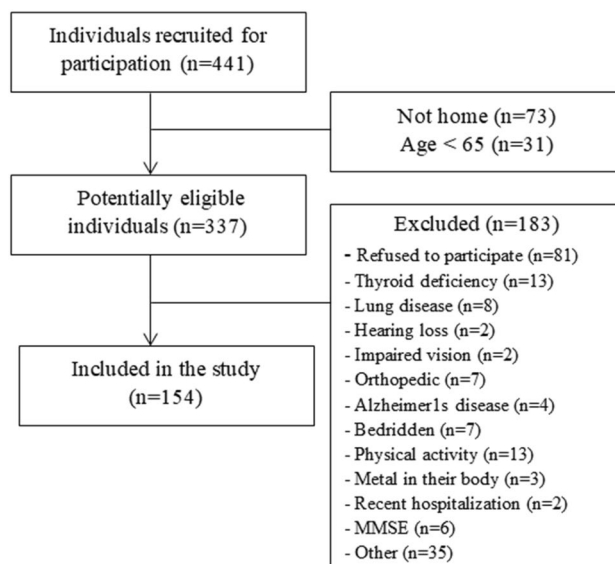 Individuals recruited for
participation (n=441)
Not home (n=73)
Age < 65 (n=31)
Potentially eligible
individuals (n=337)
Excluded (n=183)
- Refused to participate (n=81)
- Thyroid deficiency (n=13)
- Lung disease (n=8)
- Hearing loss (n=2)
- Impaired vision (n=2)
- Orthopedic (n=7)
- Alzheimer1s disease (n=4)
- Bedridden (n=7)
- Physical activity (n=13)
- Metal in their body (n=3)
- Recent hospitalization (n=2)
- MMSE (n=6)
- Other (n=35)
Included in the study
(n=154)